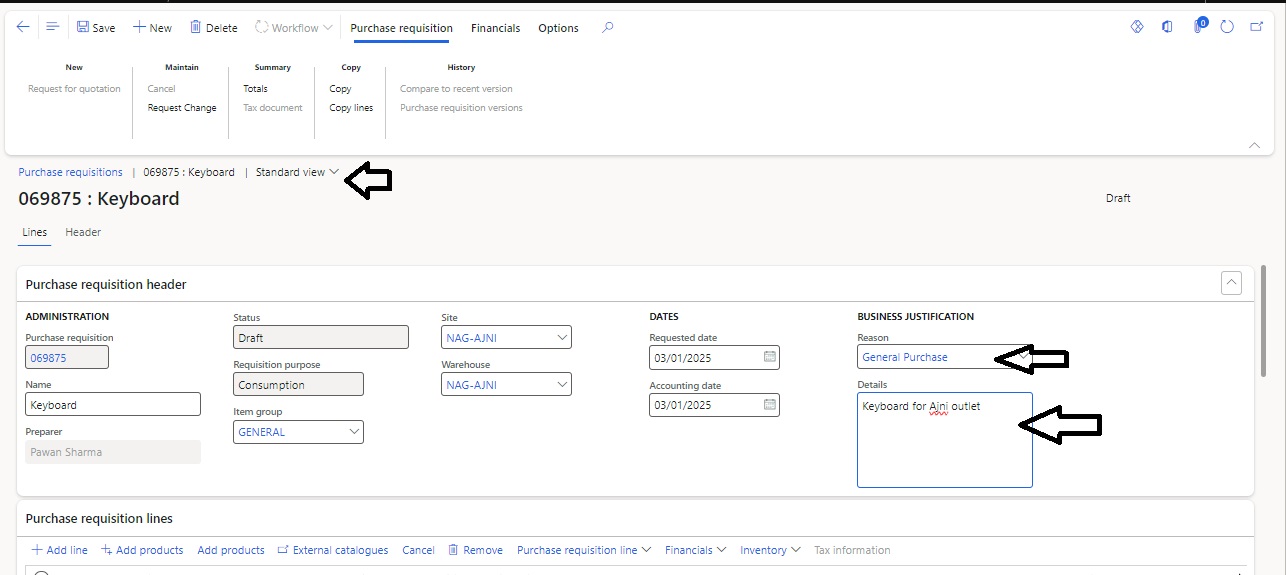 Save New Delete Workflow Purchase requisition Financials Options 0
New Maintain Summary Copy History
Request for quotation Cancel Totals Copy Compare to recent version
Request Change Tax document Copy lines Purchase requisition versions
Purchase requisitions | 069875 : Keyboard | Standard view
069875 : Keyboard Draft
Lines Header
Purchase requisition header
ADMINISTRATION
Purchase requisition
069875
Name
Keyboard
Preparer
Pawan Sharma
Status
Draft
Requisition purpose
Consumption
Item group
GENERAL
Site
NAG-AJNI
Warehouse
NAG-AJNI
DATES
Requested date
03/01/2025
Accounting date
03/01/2025
BUSINESS JUSTIFICATION
Reason
General Purchase
Details
Keyboard for Ajni outlet
Purchase requisition lines
Add line Add products Add products External catalogues Cancel Remove Purchase requisition line Financials Inventory Tax information